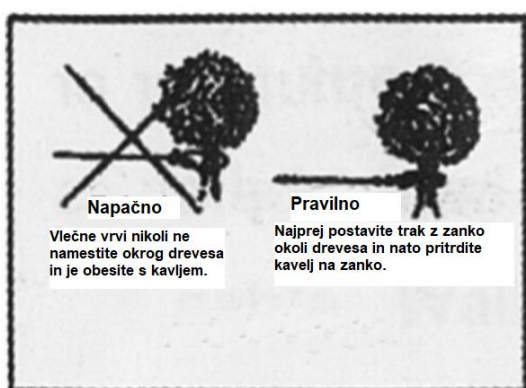 Napačno
Vlečne vrvi nikoli ne
namestite okrog drevesa
in je obesite s kavljem.
Pravilno
Najprej postavite trak z zanko
okoli drevesa in nato pritrdite
kavelj na zanko.